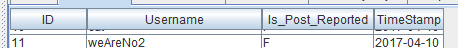 ID Username Is_Post_Reported TimeStamp
11 weAreNo2 F 2017-04-10